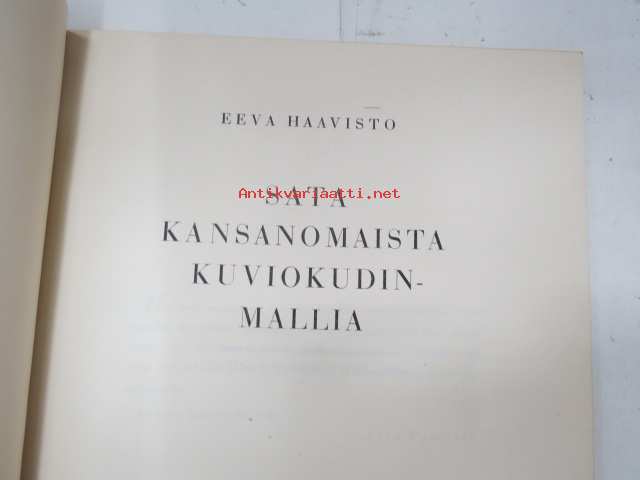 EEVA HAAVISTO
Antikvariaatti.net
SATA
KANSANOMAISTA
KUVIOKUDIN-
MALLIA